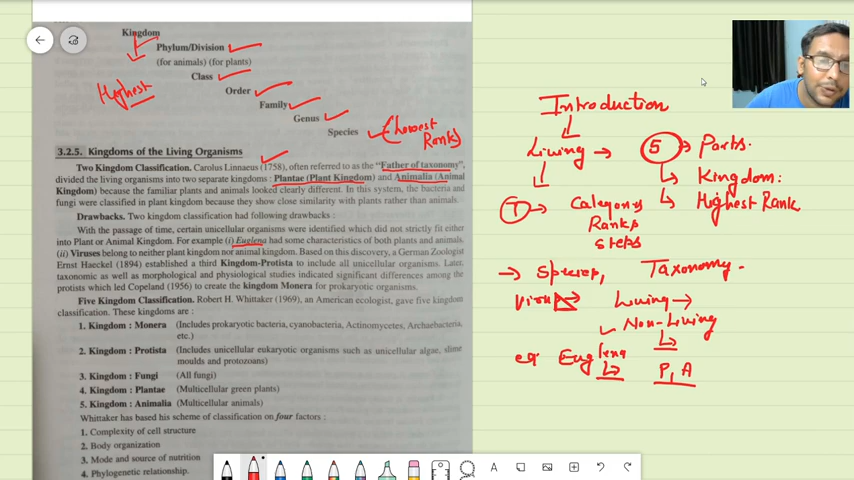 Kingdom
Phylum/Division
(for animals) (for plants)
Class
Highest
Order
Family
Genus
Species
(Lowest
Rank)
3.2.5. Kingdoms of the Living Organisms
Two Kingdom Classification. Carolus Linnaeus (1758), often referred to as the "Father of taxonomy",
divided the living organisms into two separate kingdoms : Plantae (Plant Kingdom) and Animalia (Animal
Kingdom) because the familiar plants and animals looked clearly different. In this system, the bacteria and
fungi were classified in plant kingdom because they show close similarity with plants rather than animals.
Drawbacks. Two kingdom classification had following drawbacks :
With the passage of time, certain unicellular organisms were identified which did not strictly fit either
into Plant or Animal Kingdom. For example (i) Euglena had some characteristics of both plants and animals.
(ii) Viruses belong to neither plant kingdom nor animal kingdom. Based on this discovery, a German Zoologist
Ernst Haeckel (1894) established a third Kingdom-Protista to include all unicellular organisms. Later,
taxonomic as well as morphological and physiological studies indicated significant differences among the
protists which led Copeland (1956) to create the kingdom Monera for prokaryotic organisms.
Five Kingdom Classification. Robert H. Whittaker (1969), an American ecologist, gave five kingdom
classification. These kingdoms are :
1. Kingdom : Monera (Includes prokaryotic bacteria, cyanobacteria, Actinomycetes, Archaebacteria,
etc.)
2. Kingdom : Protista (Includes unicellular eukaryotic organisms such as unicellular algae, slime
moulds and protozoans)
3. Kingdom : Fungi (All fungi)
4. Kingdom : Plantae (Multicellular green plants)
5. Kingdom : Animalia (Multicellular animals)
Whittaker has based his scheme of classification on four factors :
1. Complexity of cell structure
2. Body organization
3. Mode and source of nutrition
4. Phylogenetic relationship.
Introduction
Living → 5 → Parts.
Kingdom:
Highest Rank
7 → Category
Ranks
Steps
→ Species, Taxonomy.
Living →
Non-Living
Euglena
P, A
A